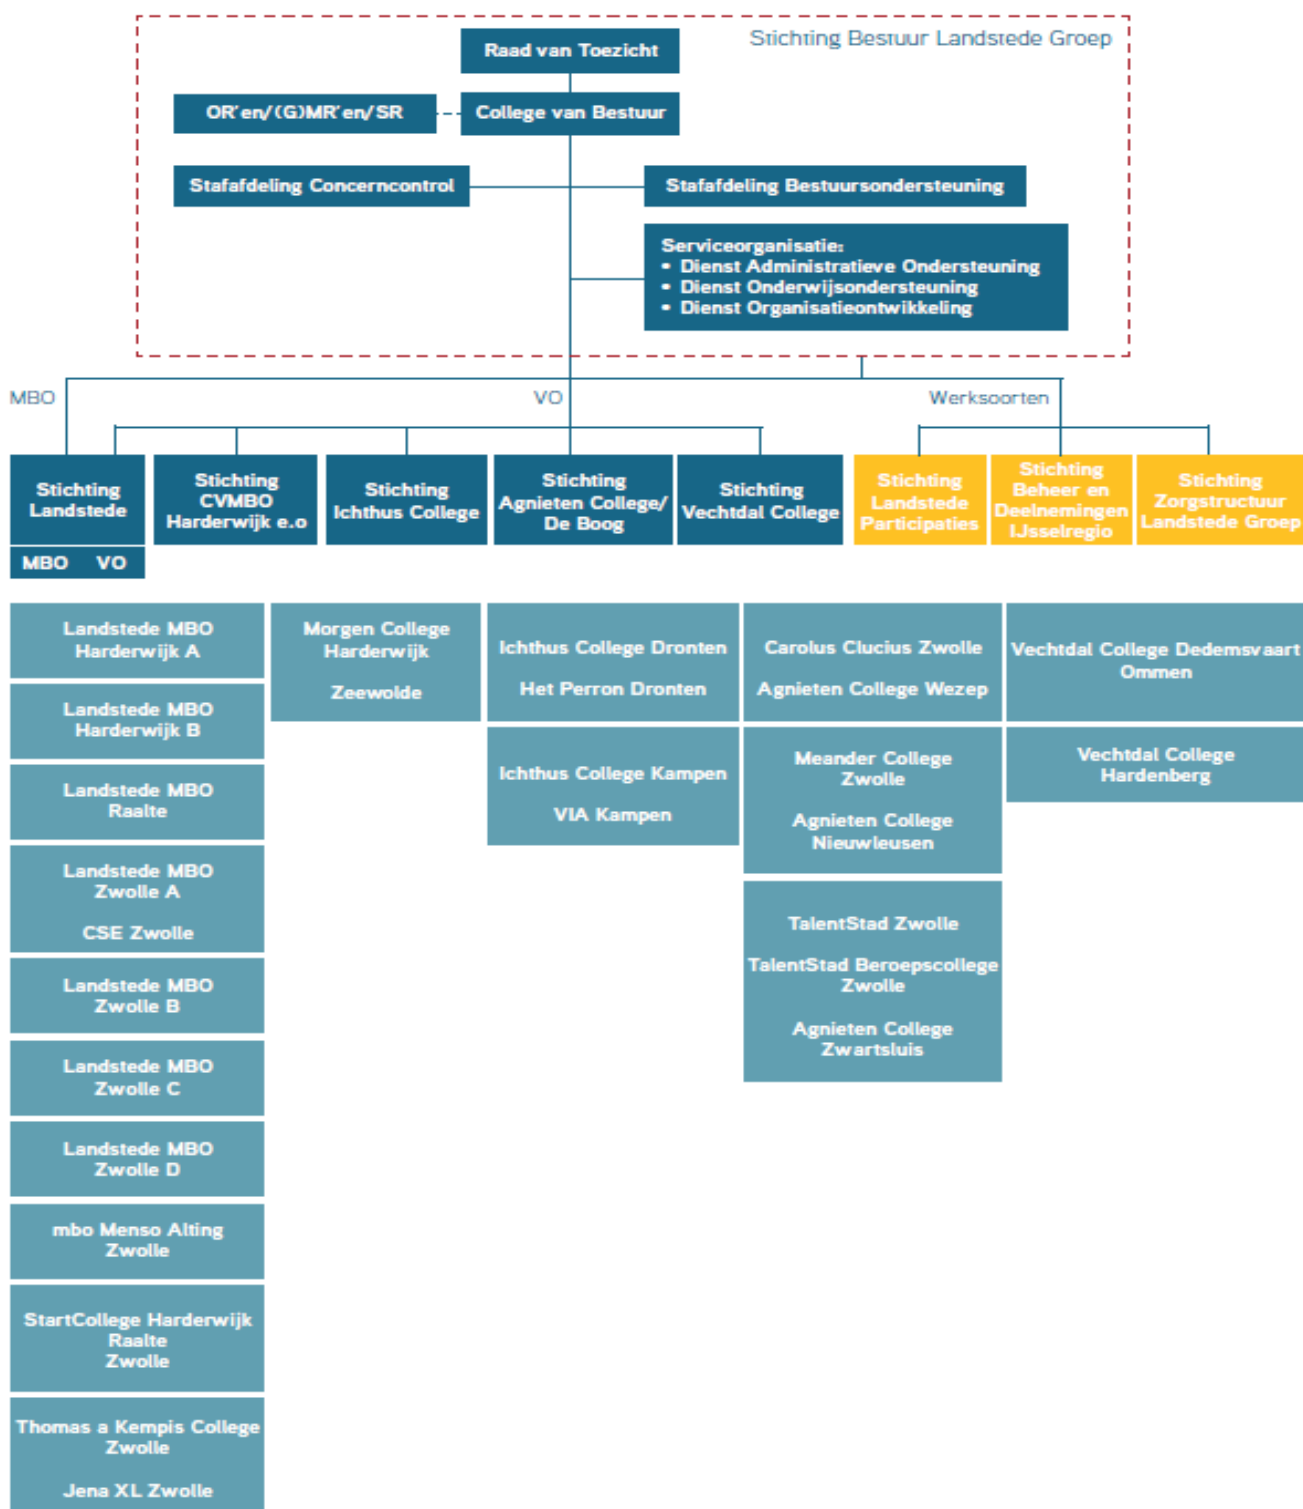 Stichting Bestuur Landstede Groep
Raad van Toezicht
OR'en/(G)MR'en/SR
College van Bestuur
Stafafdeling Concerncontrol
Stafafdeling Bestuursondersteuning
Serviceorganisatie:
• Dienst Administratieve Ondersteuning
• Dienst Onderwijsondersteuning
• Dienst Organisatieontwikkeling
MBO
VO
Werksoorten
Stichting
Landstede
MBO VO
Stichting
CVMBO
Harderwijk e.o
Stichting
Ichthus College
Stichting
Agnieten College/
De Boog
Stichting
Vechtdal College
Stichting
Landstede
Participaties
Stichting
Beheer en
Deelnemingen
IJsselregio
Stichting
Zorgstructuur
Landstede Groep
Landstede MBO
Harderwijk A
Landstede MBO
Harderwijk B
Landstede MBO
Raalte
Landstede MBO
Zwolle A
CSE Zwolle
Landstede MBO
Zwolle B
Landstede MBO
Zwolle C
Landstede MBO
Zwolle D
mbo Menso Alting
Zwolle
StartCollege Harderwijk
Raalte
Zwolle
Thomas a Kempis College
Zwolle
Jena XL Zwolle
Morgen College
Harderwijk
Zeewolde
Ichthus College Dronten
Het Perron Dronten
Ichthus College Kampen
VIA Kampen
Carolus Clucius Zwolle
Agnieten College Wezep
Meander College
Zwolle
Agnieten College
Nieuwleusen
TalentStad Zwolle
TalentStad Beroepscollege
Zwolle
Agnieten College
Zwartsluis
Vechtdal College Dedemsvaart
Ommen
Vechtdal College
Hardenberg